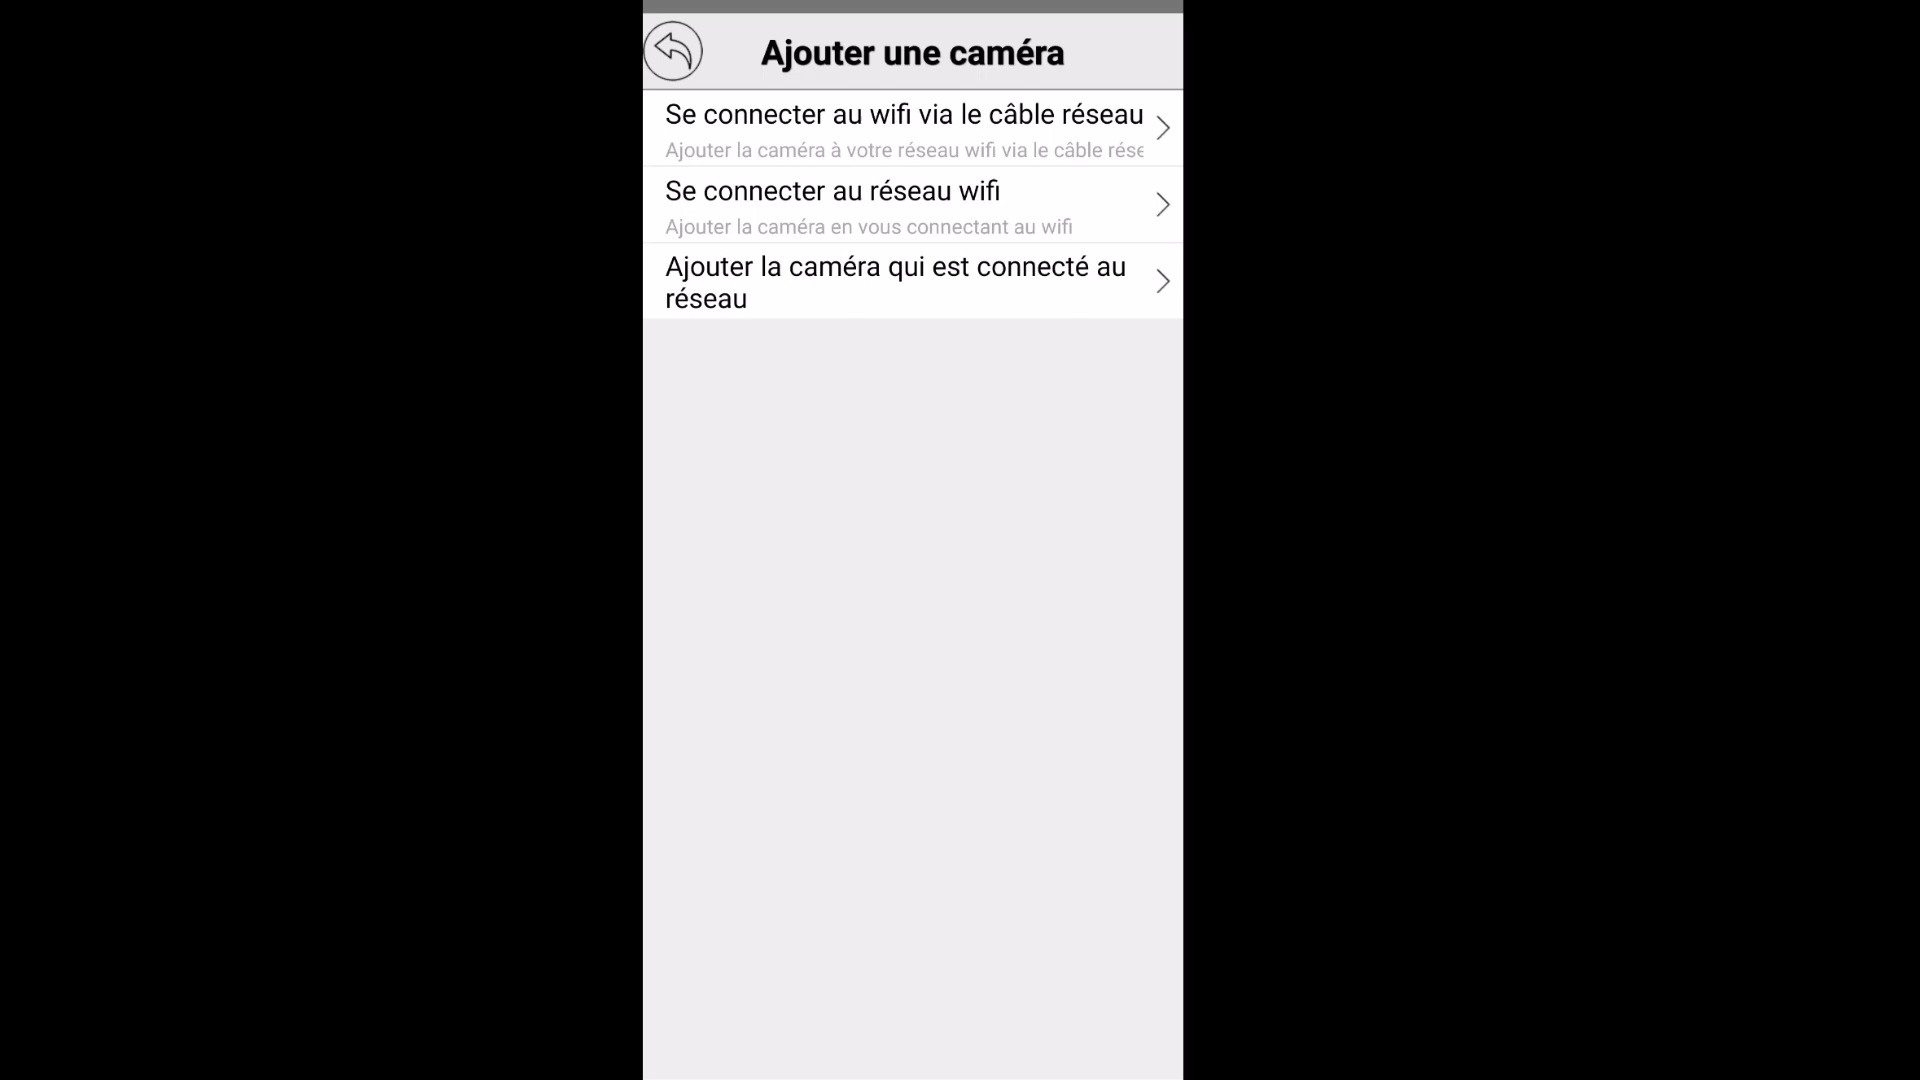 Ajouter une caméra
Se connecter au wifi via le câble réseau
Ajouter la caméra à votre réseau wifi via le câble
Se connecter au réseau wifi
Ajouter la caméra en vous connectant au wifi
Ajouter la caméra qui est connecté au
réseau